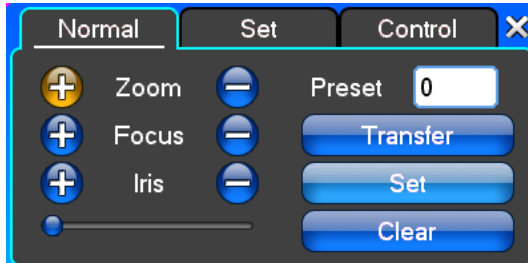 Normal Set Control
Zoom Preset 0
Focus Transfer
Iris Set
Clear